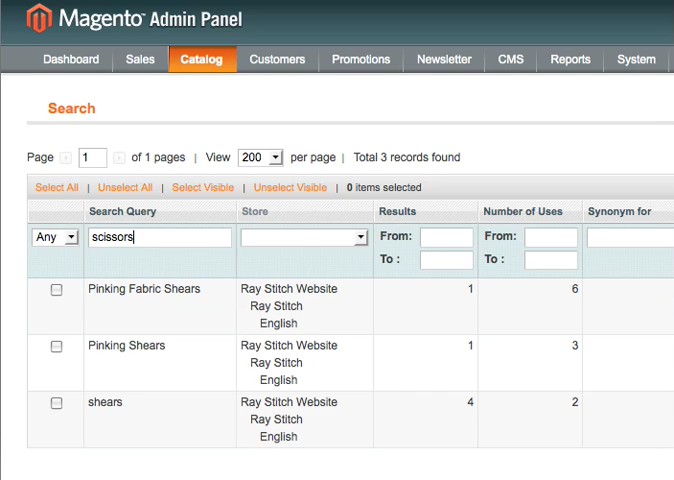 Magento Admin Panel
Dashboard Sales Catalog Customers Promotions Newsletter CMS Reports System
Search
Page 1 of 1 pages | View 200 per page | Total 3 records found
Select All | Unselect All | Select Visible | Unselect Visible | 0 items selected
Search Query Store Results Number of Uses Synonym for
Any scissors From: From:
To : To :
Pinking Fabric Shears Ray Stitch Website 1 6
Ray Stitch
English
Pinking Shears Ray Stitch Website 1 3
Ray Stitch
English
shears Ray Stitch Website 4 2
Ray Stitch
English